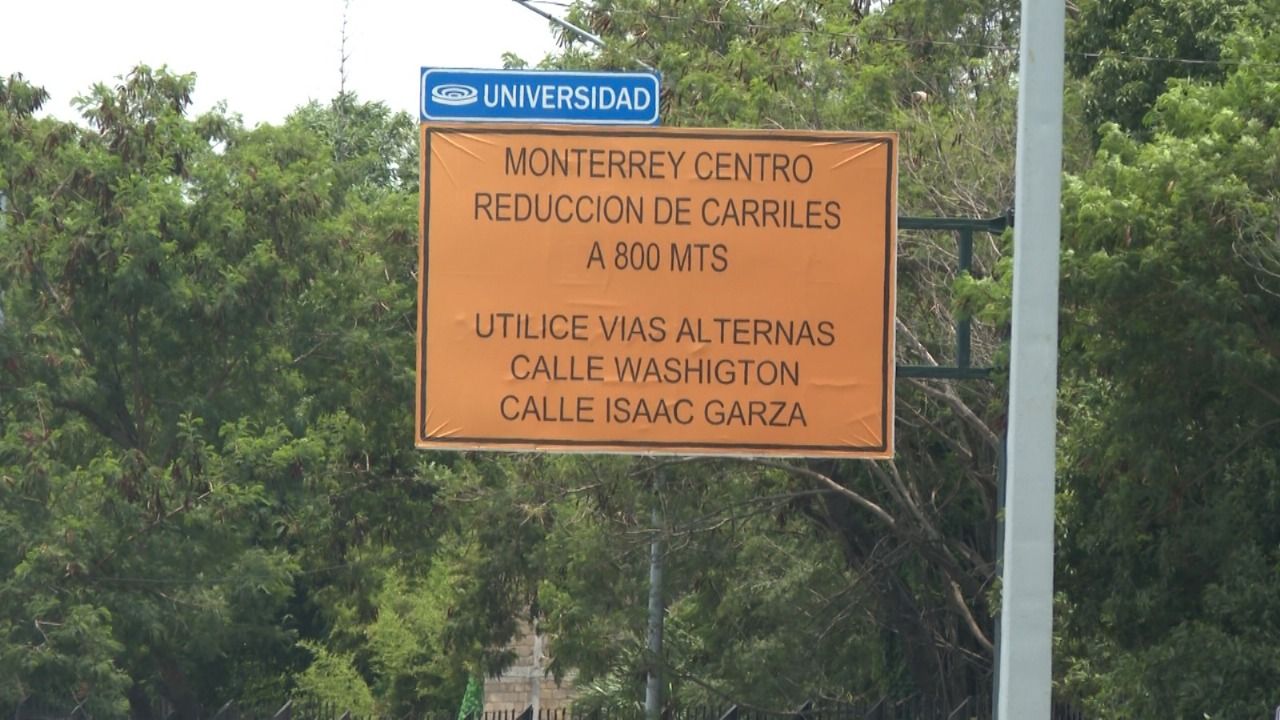 UNIVERSIDAD
MONTERREY CENTRO
REDUCCION DE CARRILES
A 800 MTS
UTILICE VIAS ALTERNAS
CALLE WASHIGTON
CALLE ISAAC GARZA